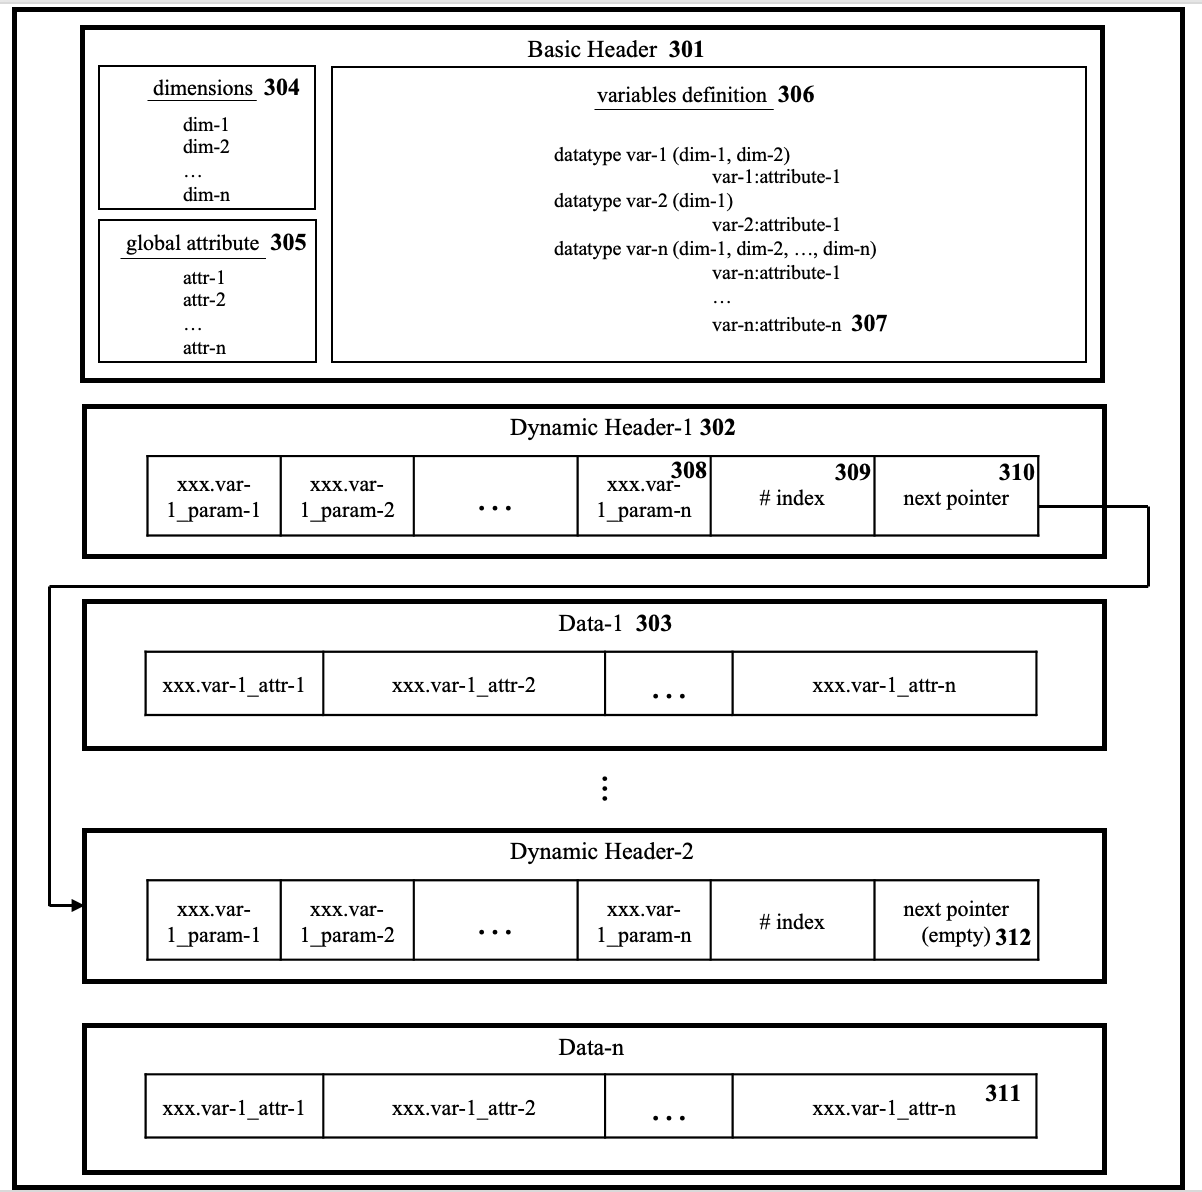 Basic Header 301
dimensions 304
dim-1
dim-2
...
dim-n
global attribute 305
attr-1
attr-2
...
attr-n
variables definition 306
datatype var-1 (dim-1, dim-2)
var-1:attribute-1
datatype var-2 (dim-1)
var-2:attribute-1
datatype var-n (dim-1, dim-2, ..., dim-n)
var-n:attribute-1
...
var-n:attribute-n 307
Dynamic Header-1 302
xxx.var-
1_param-1
xxx.var-
1_param-2
...
308
xxx.var-
1_param-n
309
# index
310
next pointer
Data-1 303
xxx.var-1_attr-1
xxx.var-1_attr-2
...
xxx.var-1_attr-n
⋮
Dynamic Header-2
xxx.var-
1_param-1
xxx.var-
1_param-2
...
xxx.var-
1_param-n
# index
next pointer
(empty) 312
Data-n
xxx.var-1_attr-1
xxx.var-1_attr-2
...
311
xxx.var-1_attr-n